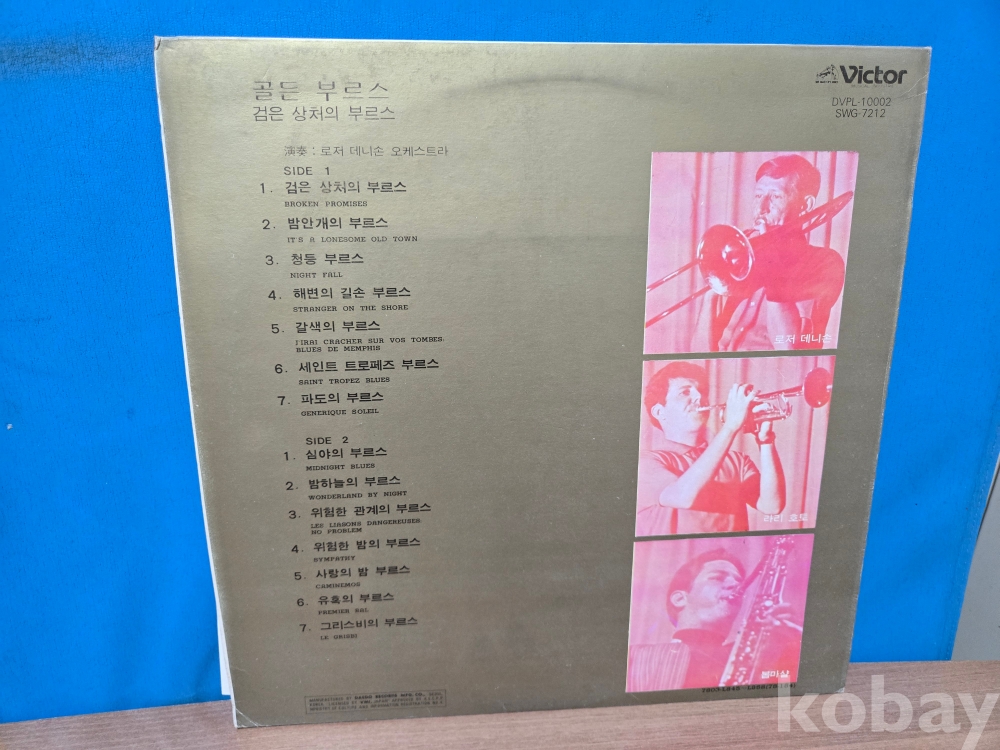 골든 부르스
검은 상처의 부르스
Victor
DVPL-10002
SWG-7212
演奏 : 로저 데니손 오케스트라
SIDE 1
1. 검은 상처의 부르스
BROKEN PROMISES
2. 밤안개의 부르스
IT'S A LONESOME OLD TOWN
3. 청등 부르스
NIGHT FALL
4. 해변의 길손 부르스
STRANGER ON THE SHORE
5. 갈색의 부르스
J'IRAI CRACHER SUR VOS TOMBES:
BLUES DE MEMPHIS
6. 세인트 트로페즈 부르스
SAINT TROPEZ BLUES
7. 파도의 부르스
GENERIQUE SOLEIL
SIDE 2
1. 심야의 부르스
MIDNIGHT BLUES
2. 밤하늘의 부르스
WONDERLAND BY NIGHT
3. 위험한 관계의 부르스
LES LIASONS DANGEREUSES
NO PROBLEM
4. 위험한 밤의 부르스
SYMPATHY
5. 사랑의 밤 부르스
CAMINEMOS
6. 유혹의 부르스
PREMIER BAL
7. 그리스비의 부르스
LE GRISBI
로저 데니손
kobay